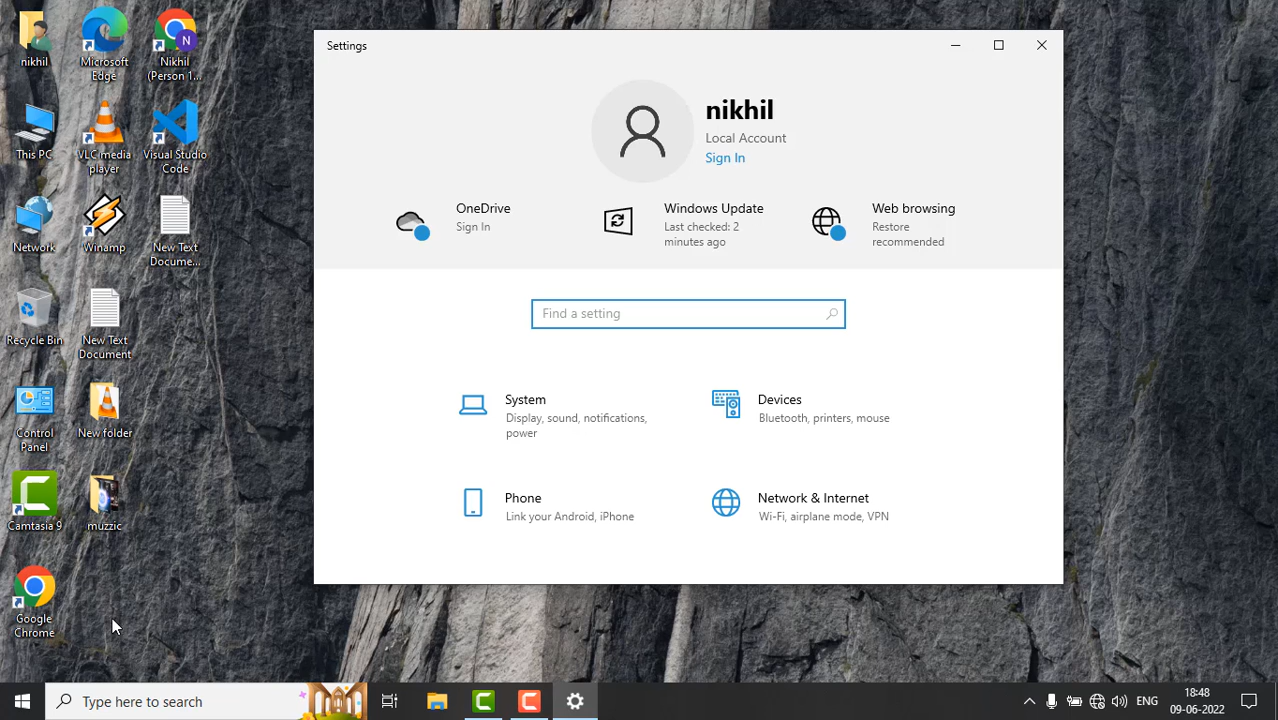 nikhil
Microsoft
Edge
Nikhil
(Person 1...
N
This PC
VLC media
player
Visual Studio
Code
Network
Winamp
New Text
Docume...
Recycle Bin
New Text
Document
Control
Panel
New folder
Camtasia 9
muzzic
Google
Chrome
Settings
nikhil
Local Account
Sign In
OneDrive
Sign In
Windows Update
Last checked: 2
minutes ago
Web browsing
Restore
recommended
Find a setting
System
Display, sound, notifications,
power
Devices
Bluetooth, printers, mouse
Phone
Link your Android, iPhone
Network & Internet
Wi-Fi, airplane mode, VPN
Type here to search
ENG
18:48
09-06-2022